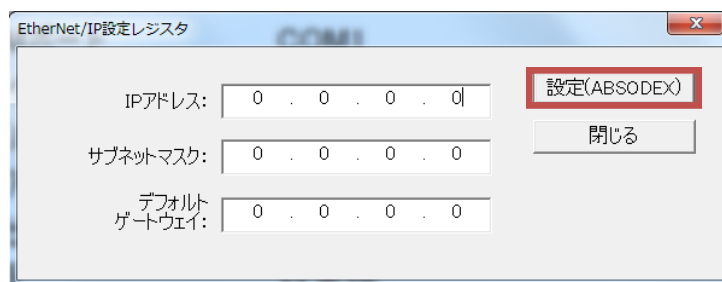 EtherNet/IP設定レジスタ
COM1
IPアドレス: 0 . 0 . 0 . 0
設定(ABSODEX)
サブネットマスク: 0 . 0 . 0 . 0
閉じる
デフォルト
ゲートウェイ: 0 . 0 . 0 . 0